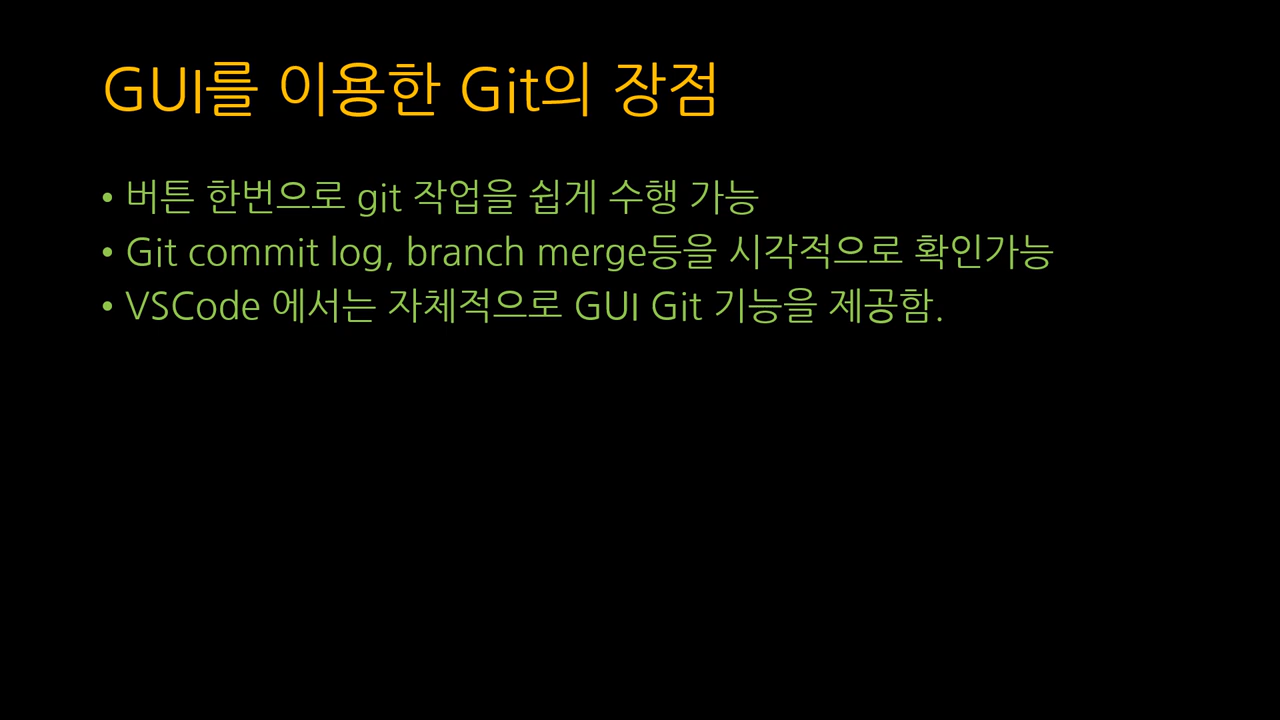 GUI를 이용한 Git의 장점
• 버튼 한번으로 git 작업을 쉽게 수행 가능
• Git commit log, branch merge등을 시각적으로 확인가능
• VSCode 에서는 자체적으로 GUI Git 기능을 제공함.